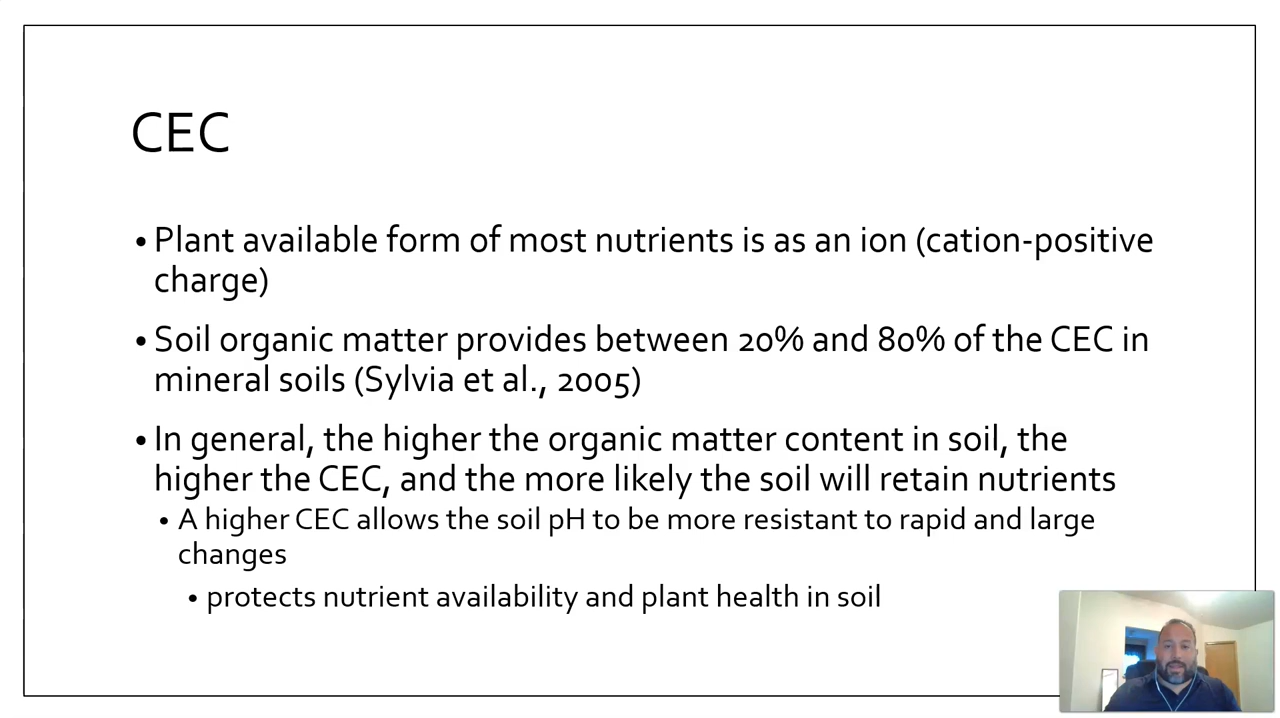 CEC
• Plant available form of most nutrients is as an ion (cation-positive
charge)
• Soil organic matter provides between 20% and 80% of the CEC in
mineral soils (Sylvia et al., 2005)
• In general, the higher the organic matter content in soil, the
higher the CEC, and the more likely the soil will retain nutrients
• A higher CEC allows the soil pH to be more resistant to rapid and large
changes
• protects nutrient availability and plant health in soil